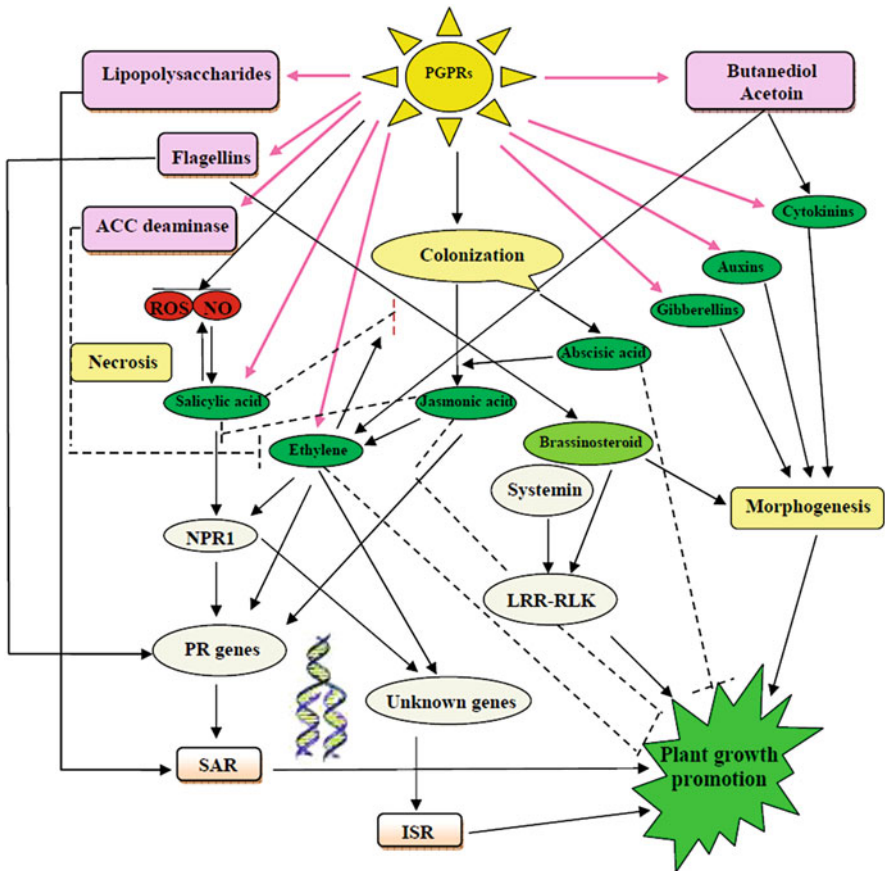 PGPRs
Lipopolysaccharides
Butanediol
Acetoin
Flagellins
ACC deaminase
Cytokinins
Colonization
Auxins
Gibberellins
ROS NO
Necrosis
Abscisic acid
Salicylic acid
Jasmonic acid
Ethylene
Brassinosteroid
Systemin
Morphogenesis
NPR1
LRR-RLK
PR genes
Unknown genes
Plant growth
promotion
SAR
ISR